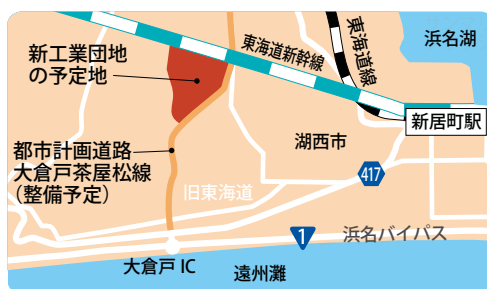 新工業団地
の予定地
東海道新幹線
東海道線
浜名湖
新居町駅
湖西市
都市計画道路
大倉戸茶屋松線
（整備予定）
417
旧東海道
1
浜名バイパス
大倉戸IC
遠州灘